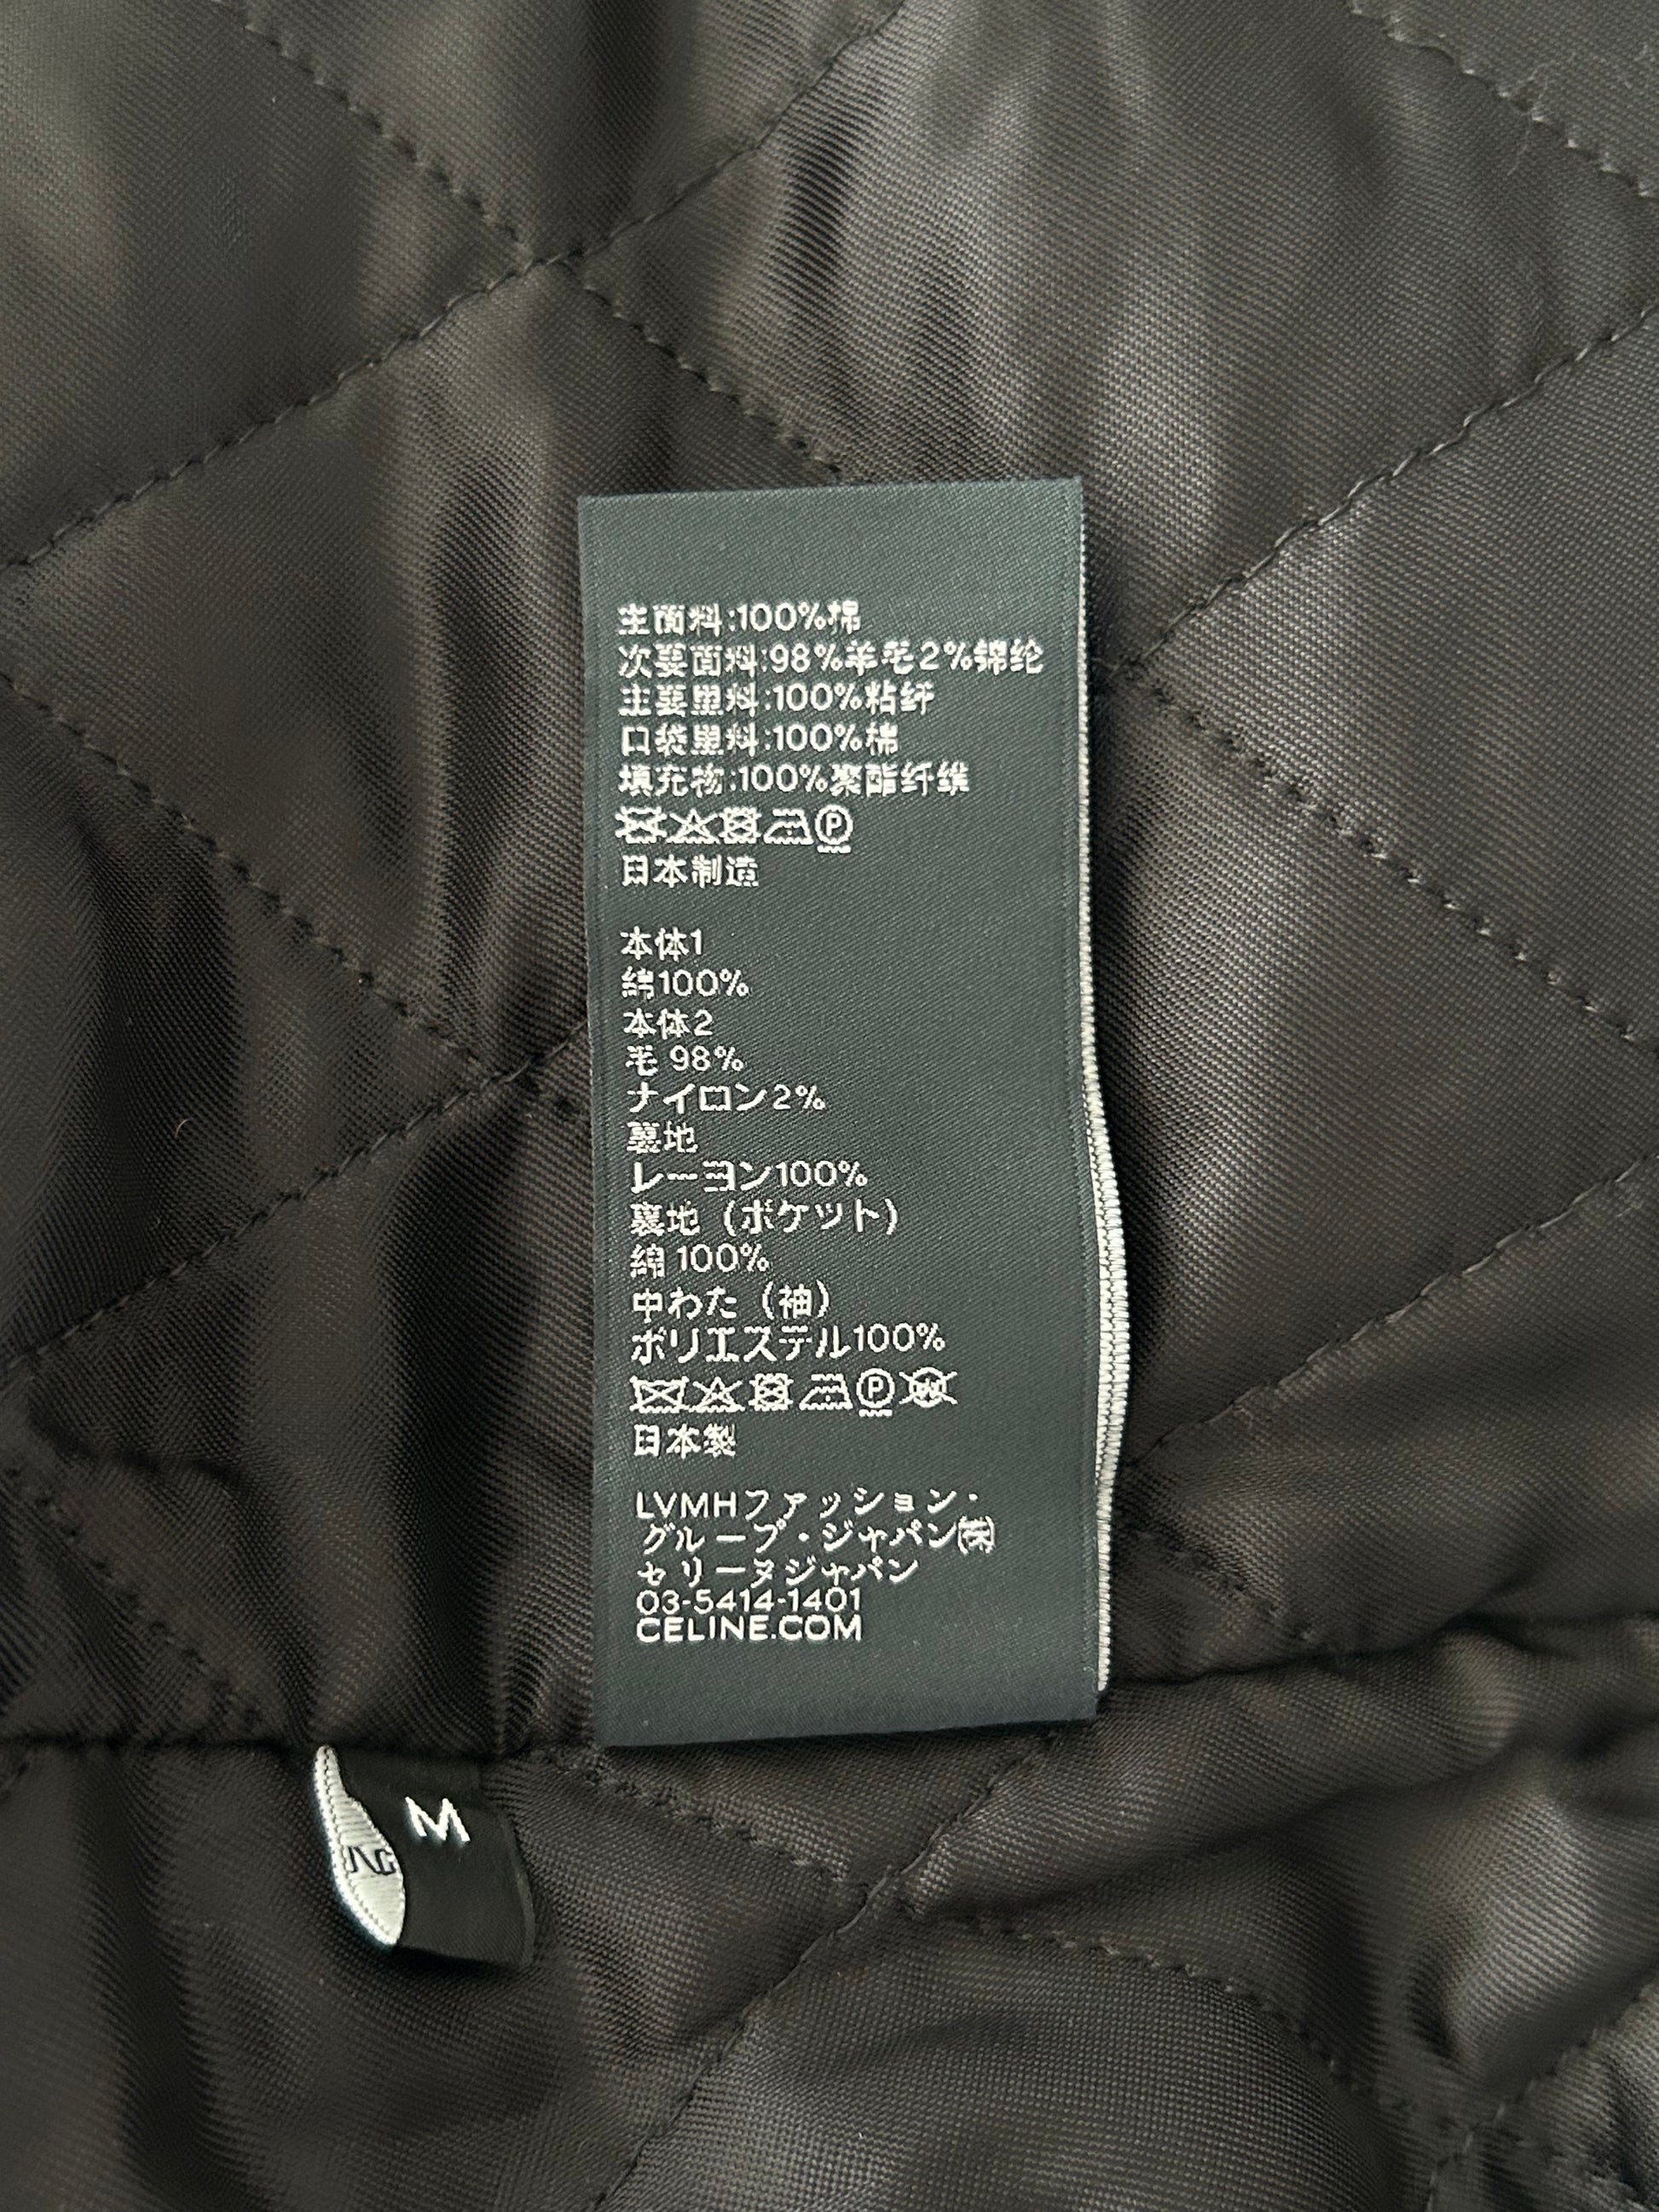 主面料:100%棉
次要面料:98%羊毛2%锦纶
主要里料:100%粘纤
口袋里料:100%棉
填充物:100%聚酯纤维
P
日本制造
本体1
綿100%
本体2
毛 98%
ナイロン2%
裏地
レーヨン100%
裏地（ポケット）
綿 100%
中わた（袖）
ポリエステル100%
P W
日本製
LVMHファッション・
グループ・ジャパン㈱
セリーヌジャパン
03-5414-1401
CELINE.COM
M